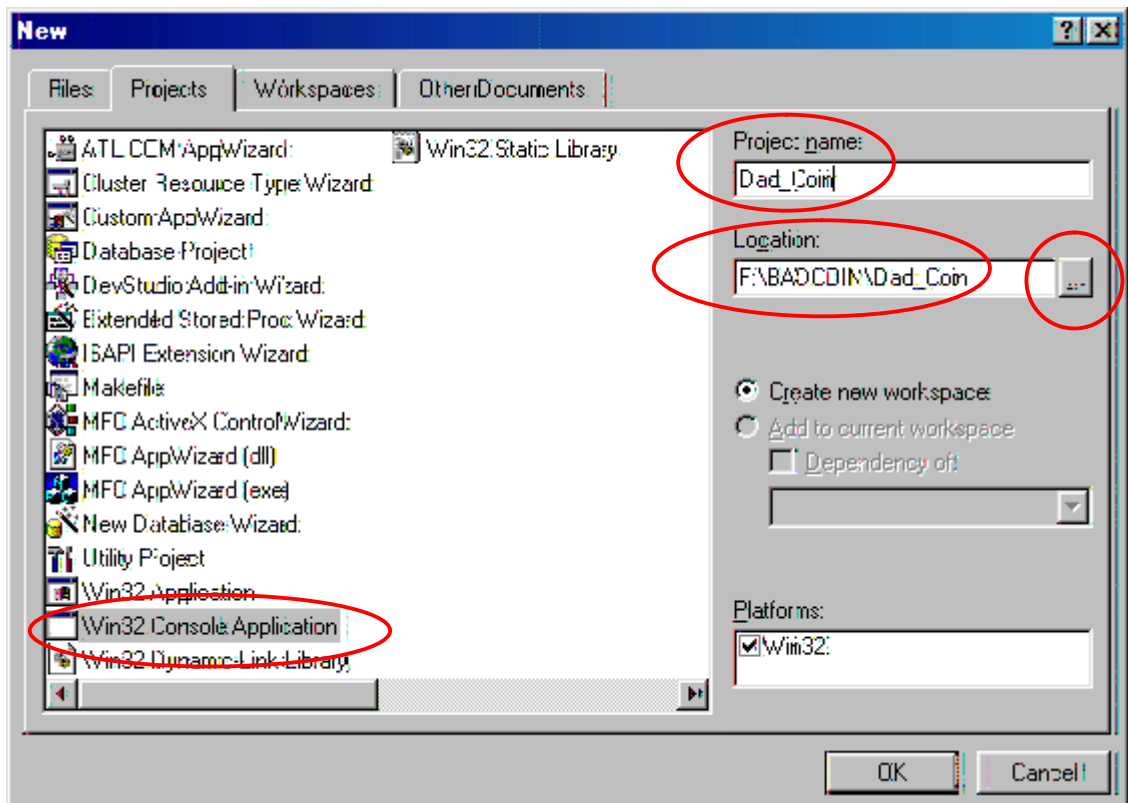 New
Files Projects Workspaces Other Documents
ATL COM AppWizard
Cluster Resource Type Wizard
Custom AppWizard
Database Project
DevStudio Add-in Wizard
Extended Stored Proc Wizard
ISAPI Extension Wizard
Makefile
MFC ActiveX ControlWizard
MFC AppWizard (dll)
MFC AppWizard (exe)
New Database Wizard
Utility Project
Win32 Application
Win32 Console Application
Win32 Dynamic-Link Library
Win32 Static Library
Project name:
Dad_Coin
Location:
F:\BADCOIN\Dad_Coin
...
Create new workspace
Add to current workspace
Dependency of:
Platforms:
Win32
OK Cancel